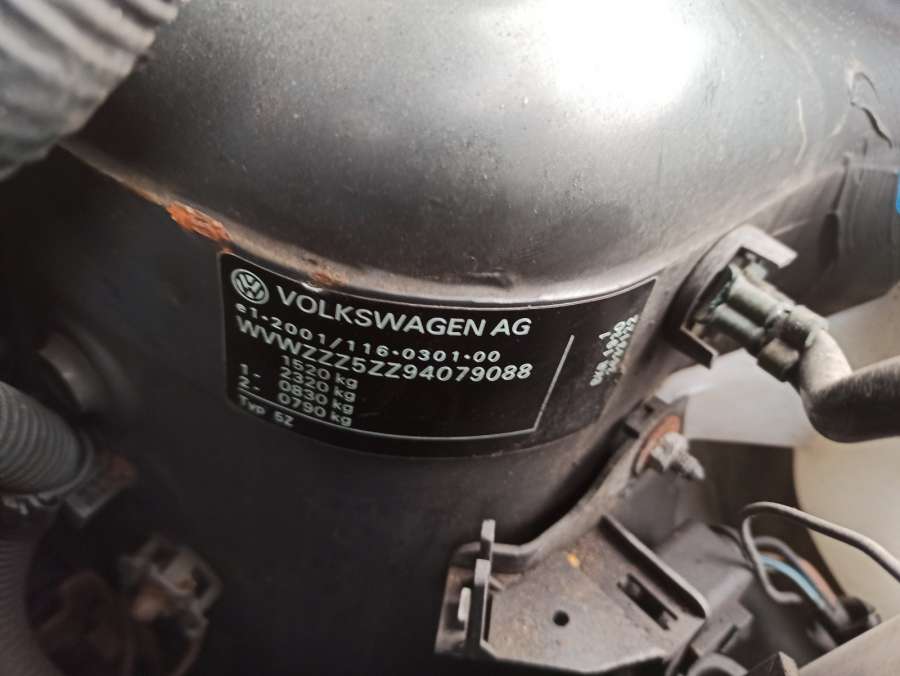 VOLKSWAGEN AG
e1-2001/116-0301-00
WVWZZZ5ZZ94079088
1520 kg
2320 kg
1.- 0830 kg
2.- 0790 kg
Typ 5Z